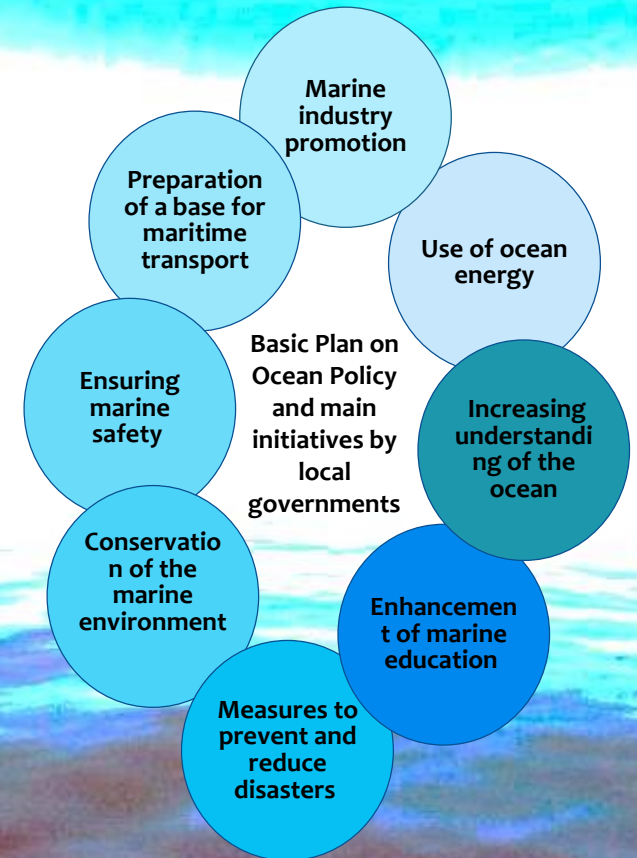 Marine
industry
promotion
Use of ocean
energy
Increasing
understandi
ng of the
ocean
Enhancemen
t of marine
education
Measures to
prevent and
reduce
disasters
Conservatio
n of the
marine
environment
Ensuring
marine
safety
Preparation
of a base for
maritime
transport
Basic Plan on
Ocean Policy
and main
initiatives by
local
governments